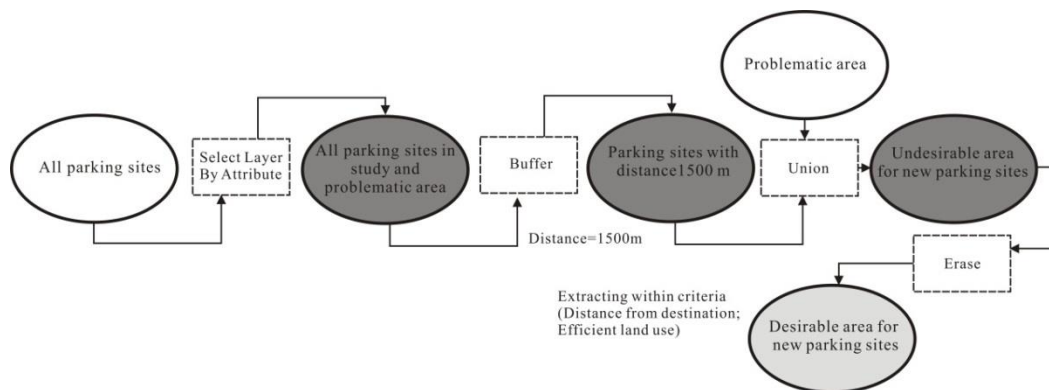 Problematic area
All parking sites
Select Layer
By Attribute
All parking sites in
study and
problematic area
Buffer
Parking sites with
distance1500 m
Union
Undesirable area
for new parking sites
Distance=1500m
Erase
Extracting within criteria
(Distance from destination;
Efficient land use)
Desirable area for
new parking sites